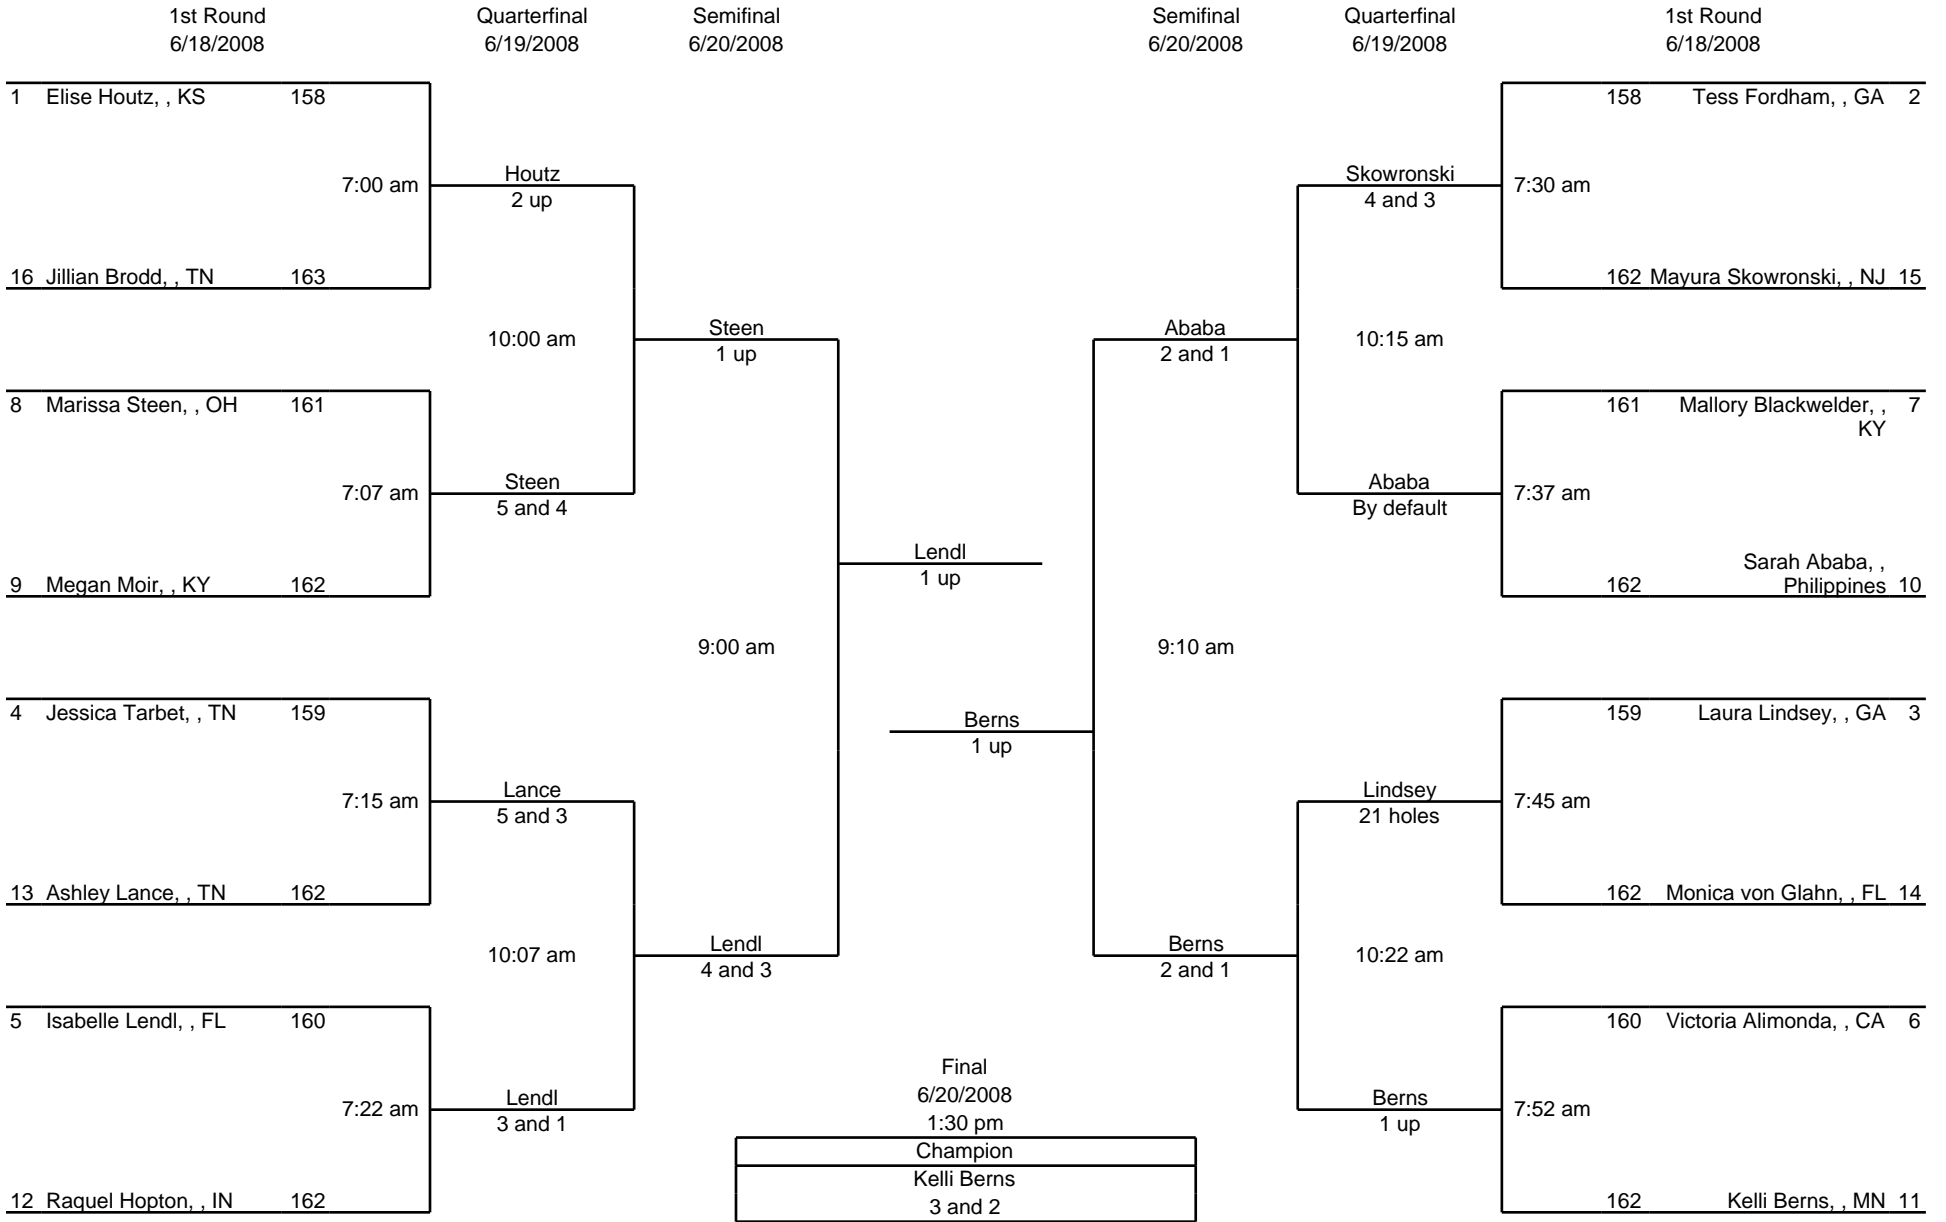 1st Round Quarterfinal Semifinal Semifinal Quarterfinal 1st Round
6/18/2008 6/19/2008 6/20/2008 6/20/2008 6/19/2008 6/18/2008
1 Elise Houtz, , KS 158 158 Tess Fordham, , GA 2
Houtz Skowronski
7:00 am 7:30 am
2 up 4 and 3
16 Jillian Brodd, , TN 163 162 Mayura Skowronski, , NJ 15
Steen Ababa
10:00 am 10:15 am
1 up 2 and 1
8 Marissa Steen, , OH 161 161 Mallory Blackwelder, , 7
KY
Steen Ababa
7:07 am 7:37 am
5 and 4 By default
Lendl
Sarah Ababa, ,
1 up
9 Megan Moir, , KY 162 162 Philippines 10
9:00 am 9:10 am
4 Jessica Tarbet, , TN 159 159 Laura Lindsey, , GA 3
Berns
1 up
Lance Lindsey
7:15 am 7:45 am
5 and 3 21 holes
13 Ashley Lance, , TN 162 162 Monica von Glahn, , FL 14
Lendl Berns
10:07 am 10:22 am
4 and 3 2 and 1
5 Isabelle Lendl, , FL 160 160 Victoria Alimonda, , CA 6
Final
6/20/2008
Lendl Berns
7:22 am 7:52 am
3 and 1 1 up
1:30 pm
Champion
Kelli Berns
12 Raquel Hopton, , IN 162 162 Kelli Berns, , MN 11
3 and 2